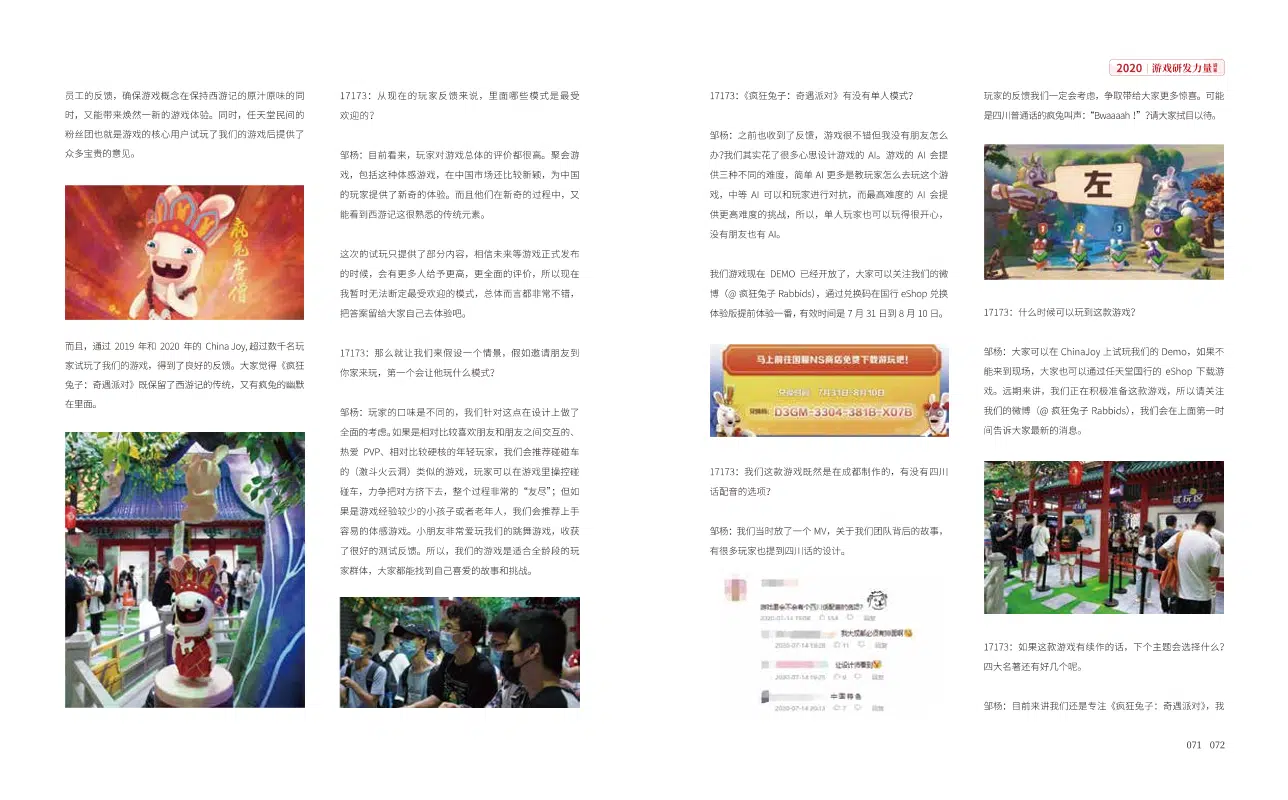 2020 游戏研发力量
员工的反馈，确保游戏概念在保持西游记的原汁原味的同
时，又能带来焕然一新的游戏体验。同时，任天堂民间的
粉丝团也就是游戏的核心用户试玩了我们的游戏后提供了
众多宝贵的意见。
疯兔唐僧
而且，通过 2019 年和 2020 年的 China Joy, 超过数千名玩
家试玩了我们的游戏，得到了良好的反馈。大家觉得《疯狂
兔子：奇遇派对》既保留了西游记的传统，又有疯兔的幽默
在里面。
17173：从现在的玩家反馈来说，里面哪些模式是最受
欢迎的？
邹杨：目前看来，玩家对游戏总体的评价都很高。聚会游
戏，包括这种体感游戏，在中国市场还比较新颖，为中国
的玩家提供了新奇的体验。而且他们在新奇的过程中，又
能看到西游记这很熟悉的传统元素。
这次的试玩只提供了部分内容，相信未来等游戏正式发布
的时候，会有更多人给予更高，更全面的评价，所以现在
我暂时无法断定最受欢迎的模式，总体而言都非常不错，
把答案留给大家自己去体验吧。
17173：那么就让我们来假设一个情景，假如邀请朋友到
你家来玩，第一个会让他玩什么模式？
邹杨：玩家的口味是不同的，我们针对这点在设计上做了
全面的考虑。如果是相对比较喜欢朋友和朋友之间交互的、
热爱 PVP、相对比较硬核的年轻玩家，我们会推荐碰碰车
的（激斗火云洞）类似的游戏，玩家可以在游戏里操控碰
碰车，力争把对方挤下去，整个过程非常的“友尽”；但如
果是游戏经验较少的小孩子或者老年人，我们会推荐上手
容易的体感游戏。小朋友非常爱玩我们的跳舞游戏，收获
了很好的测试反馈。所以，我们的游戏是适合全龄段的玩
家群体，大家都能找到自己喜爱的故事和挑战。
17173：《疯狂兔子：奇遇派对》有没有单人模式？
邹杨：之前也收到了反馈，游戏很不错但我没有朋友怎么
办?我们其实花了很多心思设计游戏的 AI。游戏的 AI 会提
供三种不同的难度，简单 AI 更多是教玩家怎么去玩这个游
戏，中等 AI 可以和玩家进行对抗，而最高难度的 AI 会提
供更高难度的挑战，所以，单人玩家也可以玩得很开心，
没有朋友也有 AI。
我们游戏现在 DEMO 已经开放了，大家可以关注我们的微
博（@ 疯狂兔子 Rabbids），通过兑换码在国行 eShop 兑换
体验版提前体验一番，有效时间是 7 月 31 日到 8 月 10 日。
马上前往国服NS商店免费下载游玩吧！
兑换时间：7月31日-8月10日
兑换码：D3GM-3304-381B-X07B
17173：我们这款游戏既然是在成都制作的，有没有四川
话配音的选项？
邹杨：我们当时放了一个 MV，关于我们团队背后的故事，
有很多玩家也提到四川话的设计。
游戏里会不会有个四川话配音的选项?
回复
我大成都必须有排面啊
2020-07-14 19:28 11 回复
让设计师看到
2020-07-14 19:25 回复
中国特色
2020-07-14 20:13 7 回复
玩家的反馈我们一定会考虑，争取带给大家更多惊喜。可能
是四川普通话的疯兔叫声：“Bwaaaah！”?请大家拭目以待。
左
1 2 3 4
17173：什么时候可以玩到这款游戏？
邹杨：大家可以在 ChinaJoy 上试玩我们的 Demo，如果不
能来到现场，大家也可以通过任天堂国行的 eShop 下载游
戏。远期来讲，我们正在积极准备这款游戏，所以请关注
我们的微博（@ 疯狂兔子 Rabbids），我们会在上面第一时
间告诉大家最新的消息。
试玩区
17173：如果这款游戏有续作的话，下个主题会选择什么？
四大名著还有好几个呢。
邹杨：目前来讲我们还是专注《疯狂兔子：奇遇派对》，我
071 072